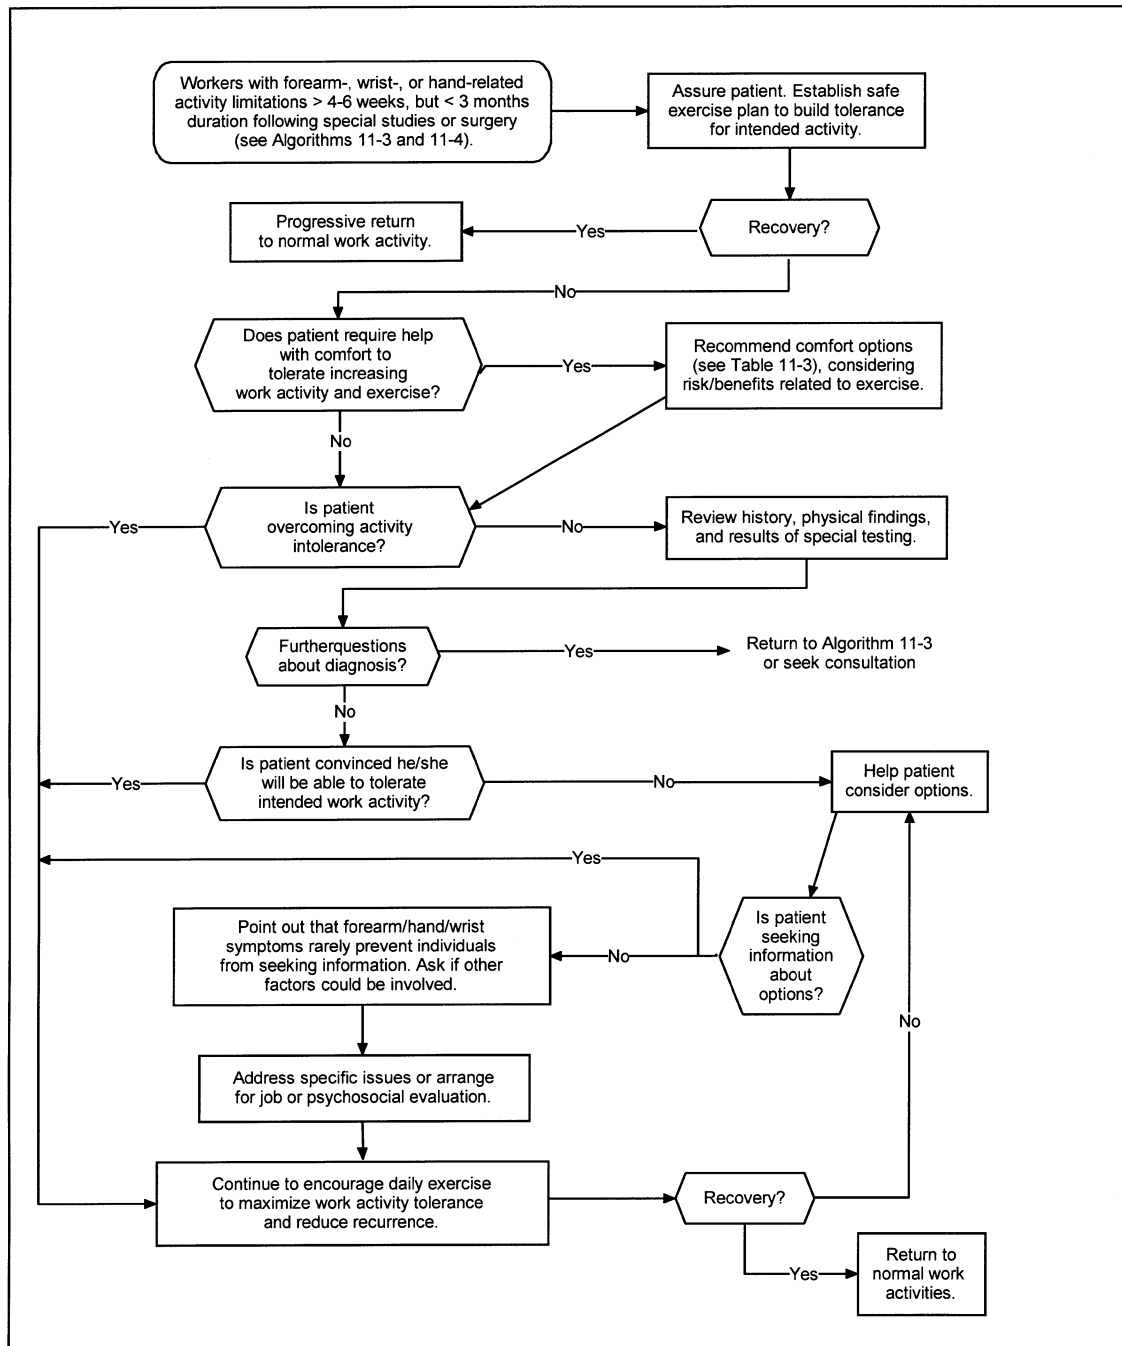 Workers with forearm-, wrist-, or hand-related
activity limitations > 4-6 weeks, but < 3 months
duration following special studies or surgery
(see Algorithms 11-3 and 11-4).
Assure patient. Establish safe
exercise plan to build tolerance
for intended activity.
Recovery?
Yes
Progressive return
to normal work activity.
No
Does patient require help
with comfort to
tolerate increasing
work activity and exercise?
Yes
Recommend comfort options
(see Table 11-3), considering
risk/benefits related to exercise.
No
Is patient
overcoming activity
intolerance?
Yes
No
Review history, physical findings,
and results of special testing.
Furtherquestions
about diagnosis?
Yes
Return to Algorithm 11-3
or seek consultation
No
Is patient convinced he/she
will be able to tolerate
intended work activity?
Yes
No
Help patient
consider options.
Yes
Is patient
seeking
information
about
options?
No
Point out that forearm/hand/wrist
symptoms rarely prevent individuals
from seeking information. Ask if other
factors could be involved.
No
Address specific issues or arrange
for job or psychosocial evaluation.
Continue to encourage daily exercise
to maximize work activity tolerance
and reduce recurrence.
Recovery?
Yes
Return to
normal work
activities.